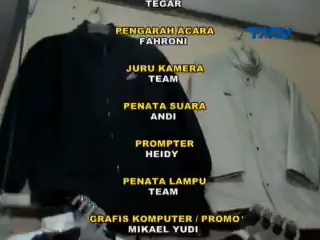 TEGAR
PENGARAH ACARA
FAHRONI
JURU KAMERA
TEAM
PENATA SUARA
ANDI
PROMPTER
HEIDY
PENATA LAMPU
TEAM
GRAFIS KOMPUTER / PROMO
MIKAEL YUDI